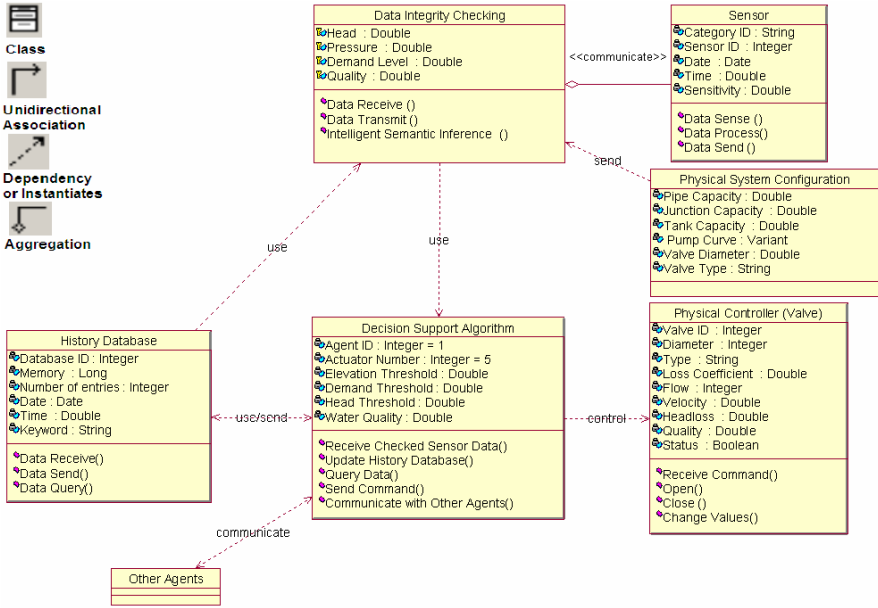 Class
Unidirectional
Association
Dependency
or Instantiates
Aggregation
Data Integrity Checking
Head : Double
Pressure : Double
Demand Level : Double
Quality : Double
Data Receive ()
Data Transmit ()
Intelligent Semantic Inference ()
<<communicate>>
Sensor
Category ID : String
Sensor ID : Integer
Date : Date
Time : Double
Sensitivity : Double
Data Sense ()
Data Process()
Data Send ()
send
Physical System Configuration
Pipe Capacity : Double
Junction Capacity : Double
Tank Capacity : Double
Pump Curve : Variant
Valve Diameter : Double
Valve Type : String
use
use
History Database
Database ID : Integer
Memory : Long
Number of entries : Integer
Date : Date
Time : Double
Keyword : String
Data Receive()
Data Send()
Data Query()
use/send
Decision Support Algorithm
Agent ID : Integer = 1
Actuator Number : Integer = 5
Elevation Threshold : Double
Demand Threshold : Double
Head Threshold : Double
Water Quality : Double
Receive Checked Sensor Data()
Update History Database()
Query Data()
Send Command()
Communicate with Other Agents()
control
Physical Controller (Valve)
Valve ID : Integer
Diameter : Integer
Type : String
Loss Coefficient : Double
Flow : Integer
Velocity : Double
Headloss : Double
Quality : Double
Status : Boolean
Receive Command()
Open()
Close ()
Change Values()
communicate
Other Agents